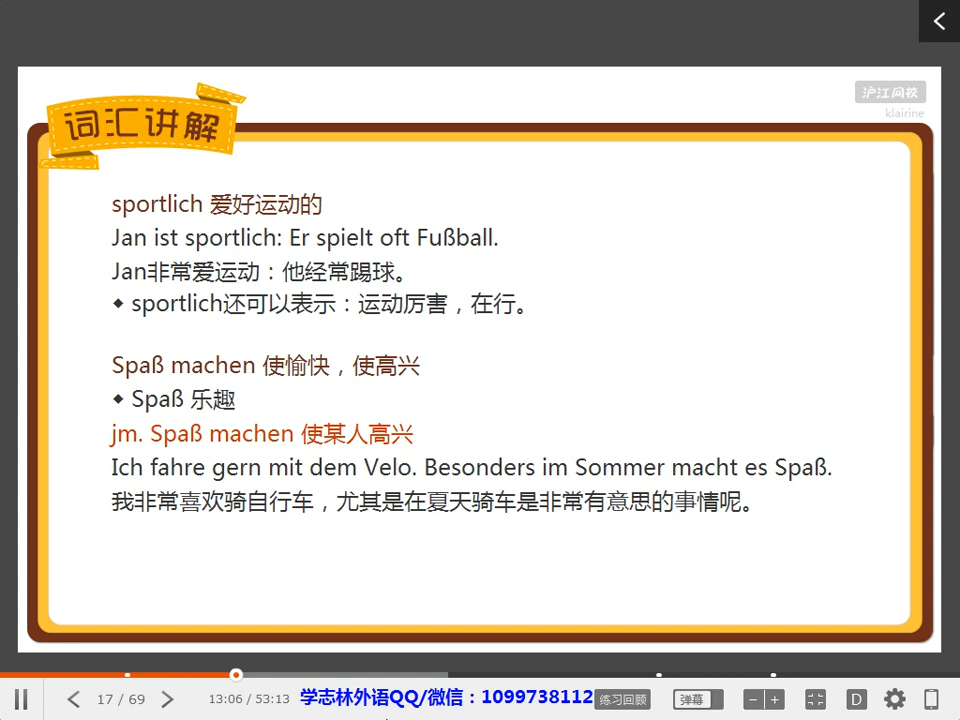 沪江网校
klairine
词汇讲解
sportlich 爱好运动的
Jan ist sportlich: Er spielt oft Fußball.
Jan非常爱运动：他经常踢球。
◆ sportlich还可以表示：运动厉害，在行。
Spaß machen 使愉快，使高兴
◆ Spaß 乐趣
jm. Spaß machen 使某人高兴
Ich fahre gern mit dem Velo. Besonders im Sommer macht es Spaß.
我非常喜欢骑自行车，尤其是在夏天骑车是非常有意思的事情呢。
17 / 69 13:06 / 53:13 学志林外语QQ/微信：1099738112 练习回顾 弹幕 − + D